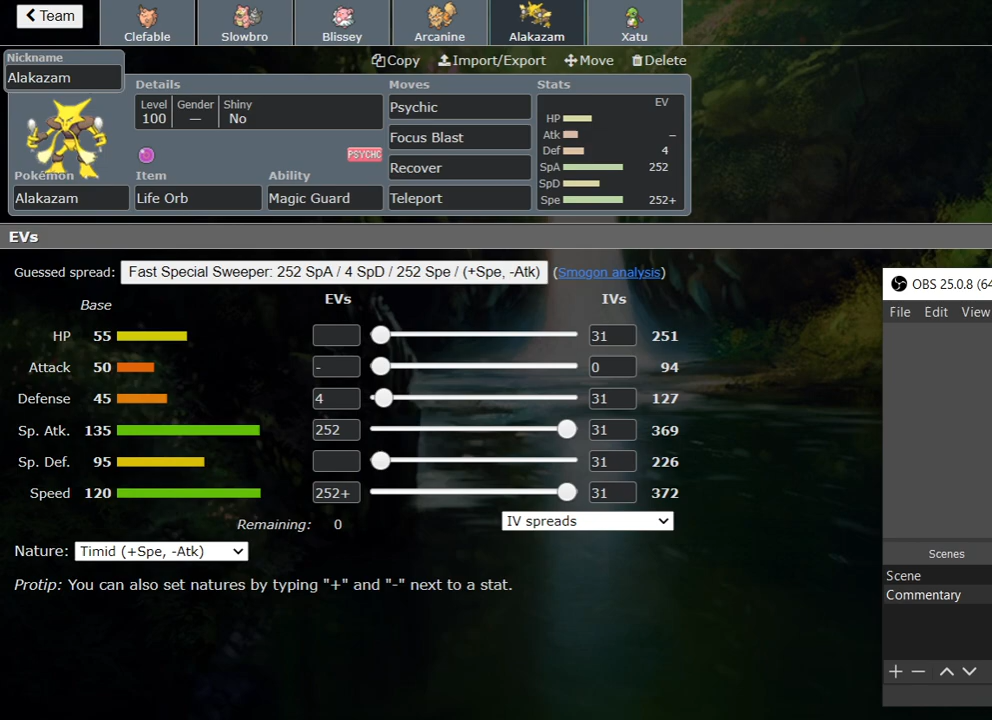 Team
Clefable
Slowbro
Blissey
Arcanine
Alakazam
Xatu
Copy
Import/Export
Move
Delete
Nickname
Alakazam
Details
Level
100
Gender
—
Shiny
No
PSYCHC
Pokémon
Alakazam
Item
Life Orb
Ability
Magic Guard
Moves
Psychic
Focus Blast
Recover
Teleport
Stats
EV
HP
Atk –
Def 4
SpA 252
SpD
Spe 252+
EVs
Guessed spread: Fast Special Sweeper: 252 SpA / 4 SpD / 252 Spe / (+Spe, -Atk) (Smogon analysis)
Base EVs IVs
HP 55 31 251
Attack 50 - 0 94
Defense 45 4 31 127
Sp. Atk. 135 252 31 369
Sp. Def. 95 31 226
Speed 120 252+ 31 372
Remaining: 0 IV spreads
Nature: Timid (+Spe, -Atk)
Protip: You can also set natures by typing "+" and "-" next to a stat.
OBS 25.0.8 (64
File Edit View
Scenes
Scene
Commentary